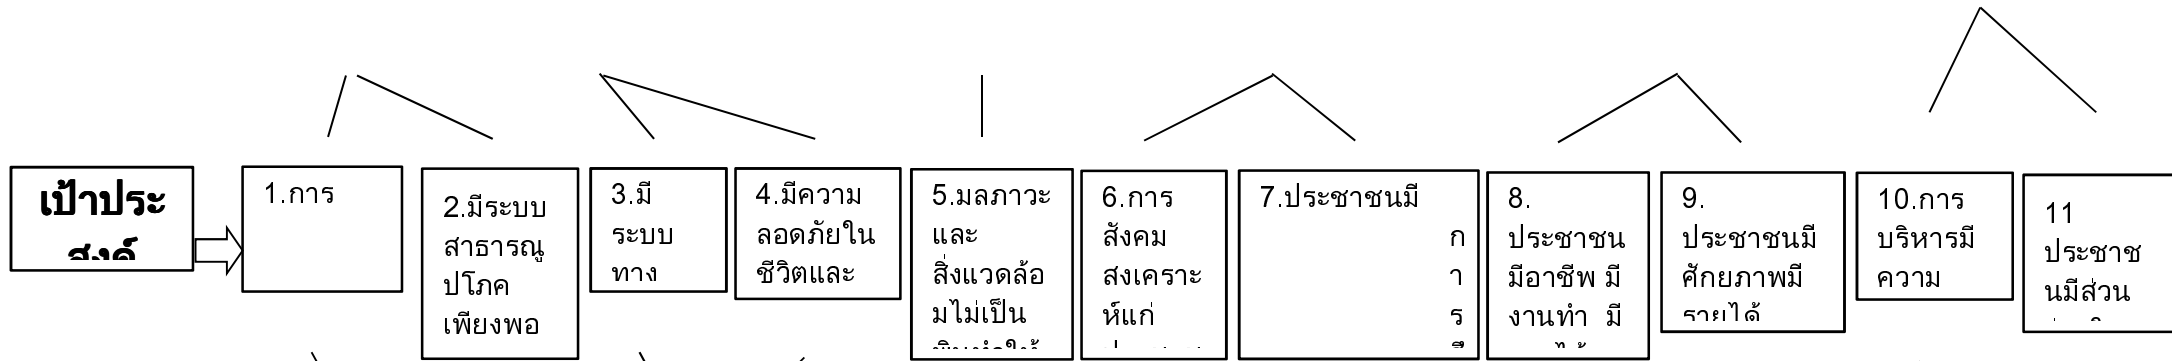 เป้าประ
สงค์
1.การ
2.มีระบบ
สาธารณู
ปโภค
เพียงพอ
3.มี
ระบบ
ทาง
4.มีความ
ลอดภัยใน
ชีวิตและ
5.มลภาวะ
และ
สิ่งแวดล้อ
มไม่เป็น
6.การ
สังคม
สงเคราะ
ห์แก่
7.ประชาชนมี
ก
า
ร
8.
ประชาชน
มีอาชีพ มี
งานทำ มี
9.
ประชาชนมี
ศักยภาพมี
รายได้
10.การ
บริหารมี
ความ
11
ประชาช
นมีส่วน